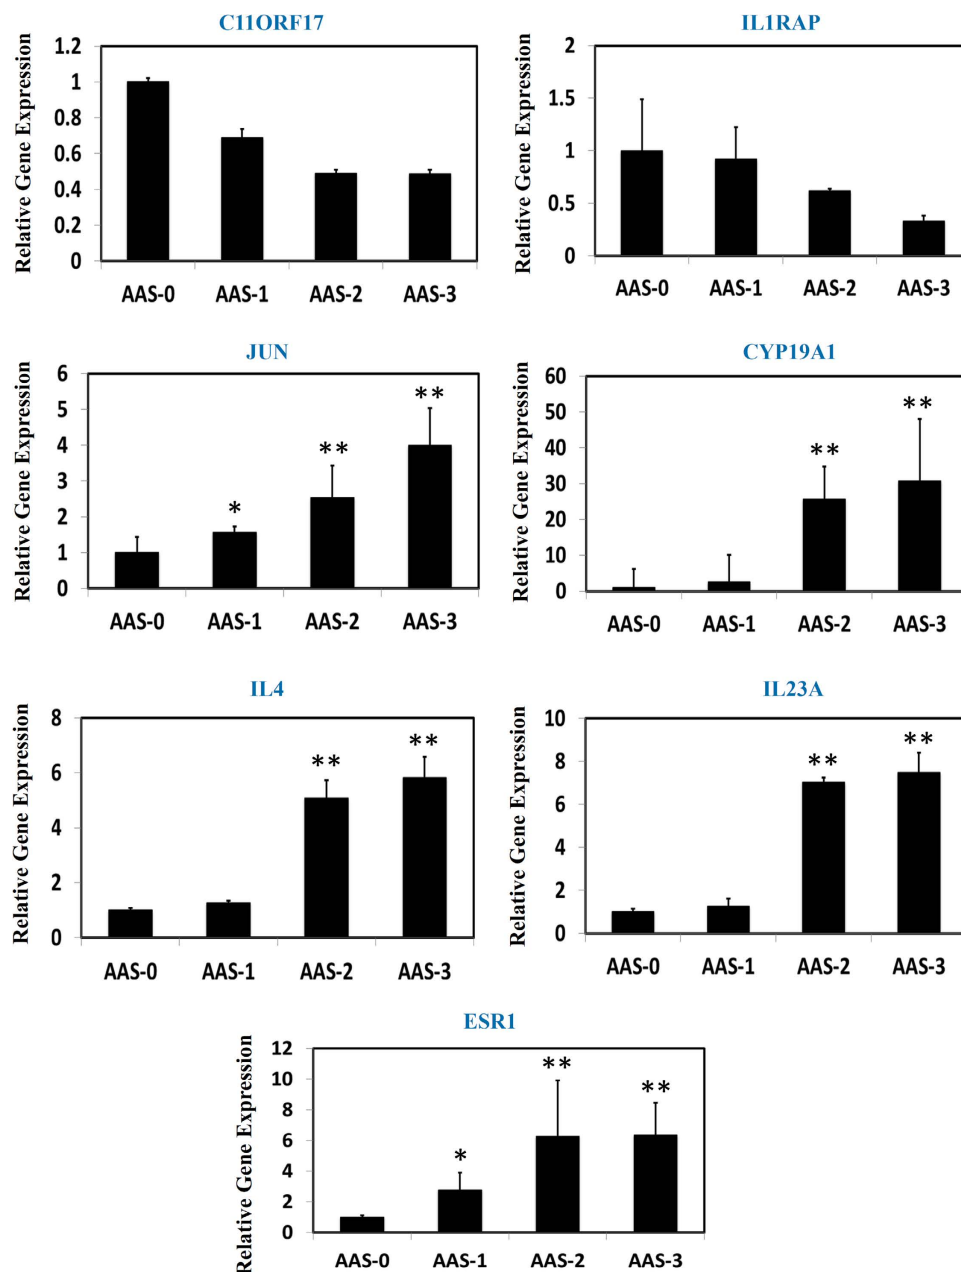 C11ORF17
Relative Gene Expression
1.2
1
0.8
0.6
0.4
0.2
0
AAS-0 AAS-1 AAS-2 AAS-3
IL1RAP
Relative Gene Expression
2
1.5
1
0.5
0
AAS-0 AAS-1 AAS-2 AAS-3
JUN
Relative Gene Expression
6
5
4
3
2
1
0
* ** **
AAS-0 AAS-1 AAS-2 AAS-3
CYP19A1
Relative Gene Expression
60
50
40
30
20
10
0
** **
AAS-0 AAS-1 AAS-2 AAS-3
IL4
Relative Gene Expression
8
6
4
2
0
** **
AAS-0 AAS-1 AAS-2 AAS-3
IL23A
Relative Gene Expression
10
8
6
4
2
0
** **
AAS-0 AAS-1 AAS-2 AAS-3
ESR1
Relative Gene Expression
12
10
8
6
4
2
0
* ** **
AAS-0 AAS-1 AAS-2 AAS-3